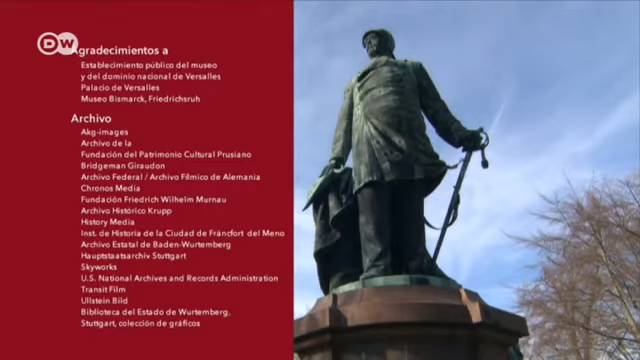 DW
Agradecimientos a
Establecimiento público del museo
y del dominio nacional de Versalles
Palacio de Versalles
Museo Bismarck, Friedrichsruh
Archivo
Akg-images
Archivo de la
Fundación del Patrimonio Cultural Prusiano
Bridgeman Giraudon
Archivo Federal / Archivo Fílmico de Alemania
Chronos Media
Fundación Friedrich Wilhelm Murnau
Archivo Histórico Krupp
History Media
Inst. de Historia de la Ciudad de Fráncfort del Meno
Archivo Estatal de Baden-Wurtemberg
Hauptstaatsarchiv Stuttgart
Skyworks
U.S. National Archives and Records Administration
Transit Film
Ullstein Bild
Biblioteca del Estado de Wurtemberg,
Stuttgart, colección de gráficos